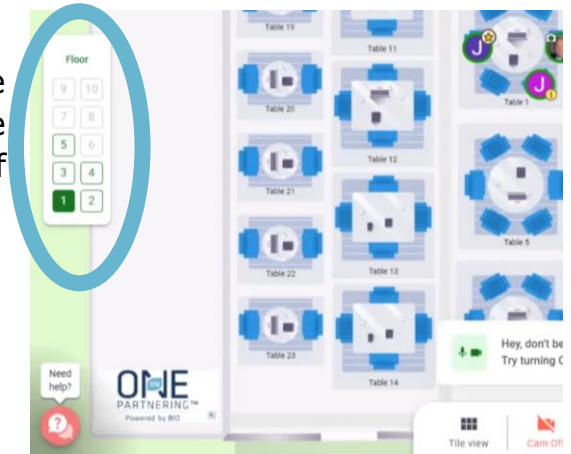 e
e
f
Floor
9 10
7 8
5 6
3 4
1 2
Table 19
Table 20
Table 21
Table 22
Table 23
Table 11
Table 12
Table 13
Table 14
J
J
Table 1
Table 5
Need
help?
ONE
ON
PARTNERING™
Powered by BIO
Hey, don't be
Try turning
Tile view
Cam Off